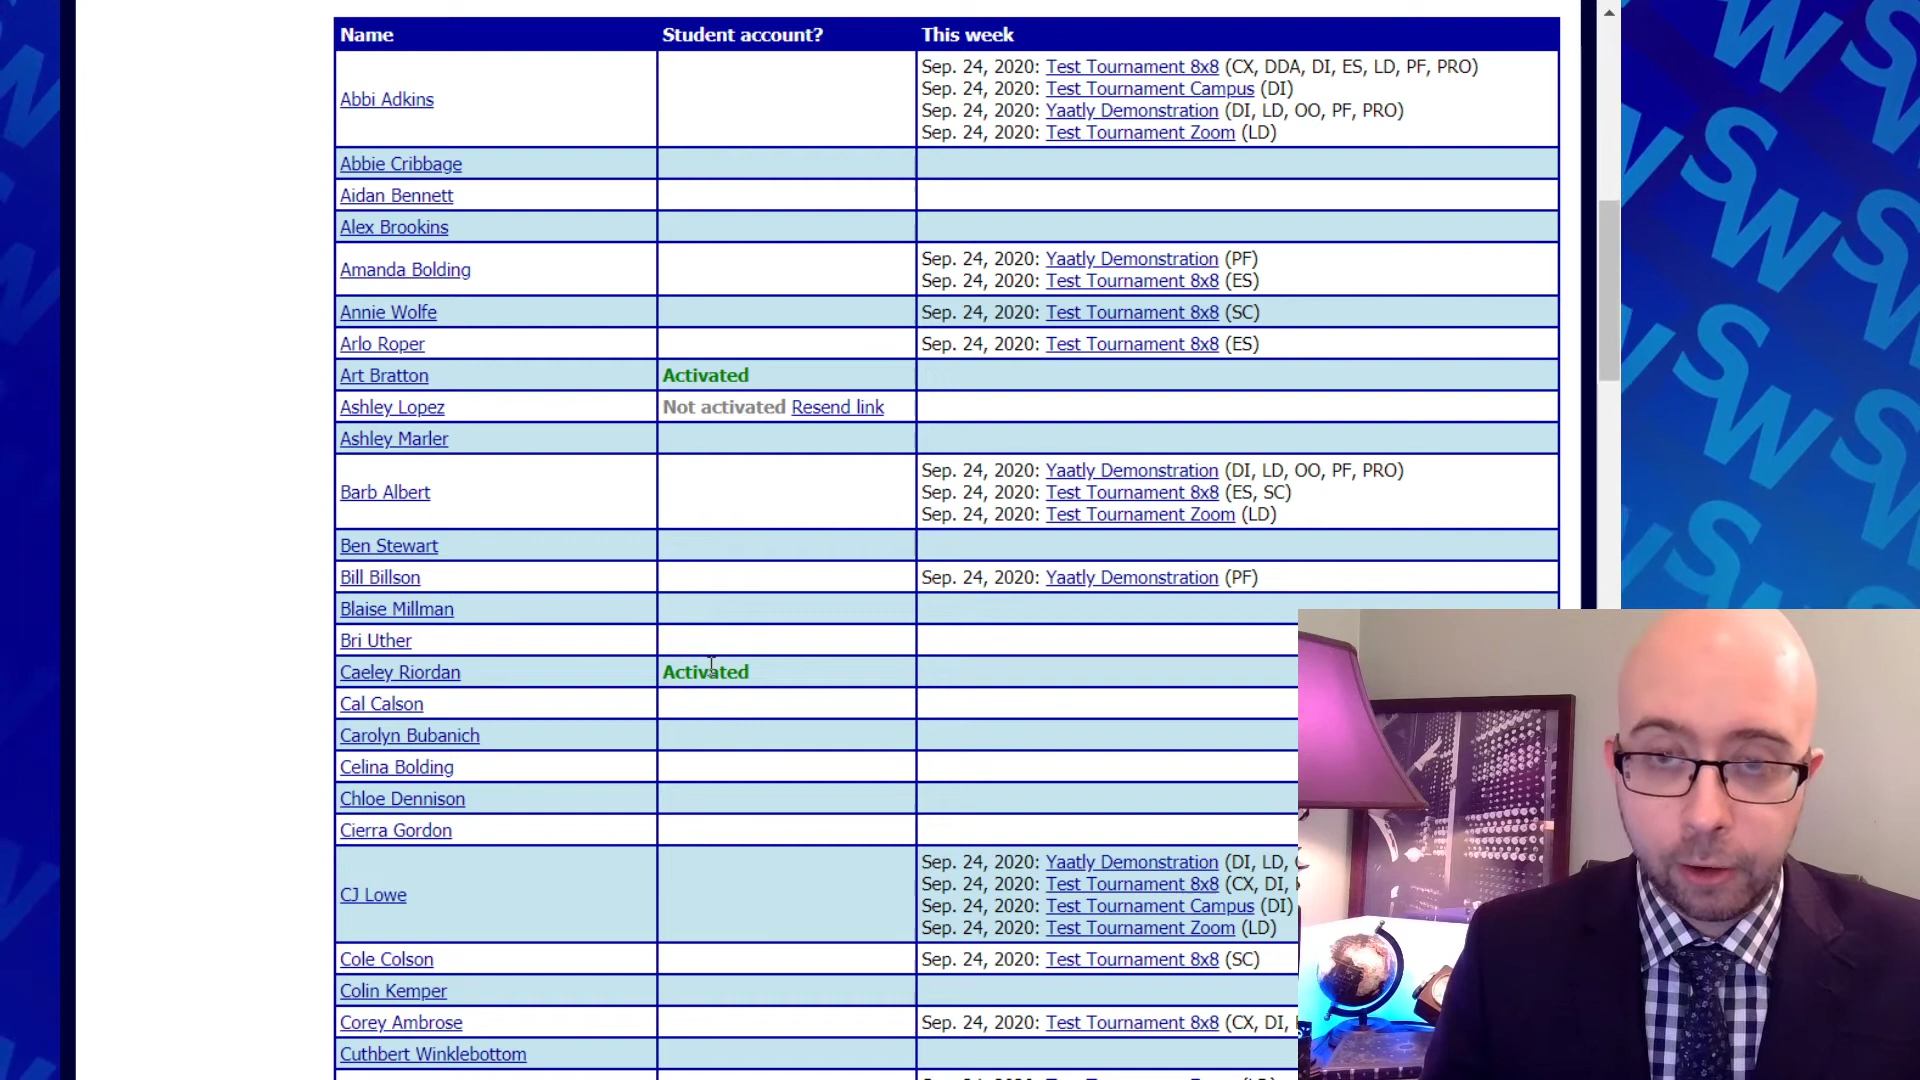 Name Student account? This week
Abbi Adkins
Sep. 24, 2020: Test Tournament 8x8 (CX, DDA, DI, ES, LD, PF, PRO)
Sep. 24, 2020: Test Tournament Campus (DI)
Sep. 24, 2020: Yaatly Demonstration (DI, LD, OO, PF, PRO)
Sep. 24, 2020: Test Tournament Zoom (LD)
Abbie Cribbage
Aidan Bennett
Alex Brookins
Amanda Bolding
Sep. 24, 2020: Yaatly Demonstration (PF)
Sep. 24, 2020: Test Tournament 8x8 (ES)
Annie Wolfe Sep. 24, 2020: Test Tournament 8x8 (SC)
Arlo Roper Sep. 24, 2020: Test Tournament 8x8 (ES)
Art Bratton Activated
Ashley Lopez Not activated Resend link
Ashley Marler
Barb Albert
Sep. 24, 2020: Yaatly Demonstration (DI, LD, OO, PF, PRO)
Sep. 24, 2020: Test Tournament 8x8 (ES, SC)
Sep. 24, 2020: Test Tournament Zoom (LD)
Ben Stewart
Bill Billson Sep. 24, 2020: Yaatly Demonstration (PF)
Blaise Millman
Bri Uther
Caeley Riordan Activated
Cal Calson
Carolyn Bubanich
Celina Bolding
Chloe Dennison
Cierra Gordon
CJ Lowe
Sep. 24, 2020: Yaatly Demonstration (DI, LD,
Sep. 24, 2020: Test Tournament 8x8 (CX, DI,
Sep. 24, 2020: Test Tournament Campus (DI)
Sep. 24, 2020: Test Tournament Zoom (LD)
Cole Colson Sep. 24, 2020: Test Tournament 8x8 (SC)
Colin Kemper
Corey Ambrose Sep. 24, 2020: Test Tournament 8x8 (CX, DI,
Cuthbert Winklebottom